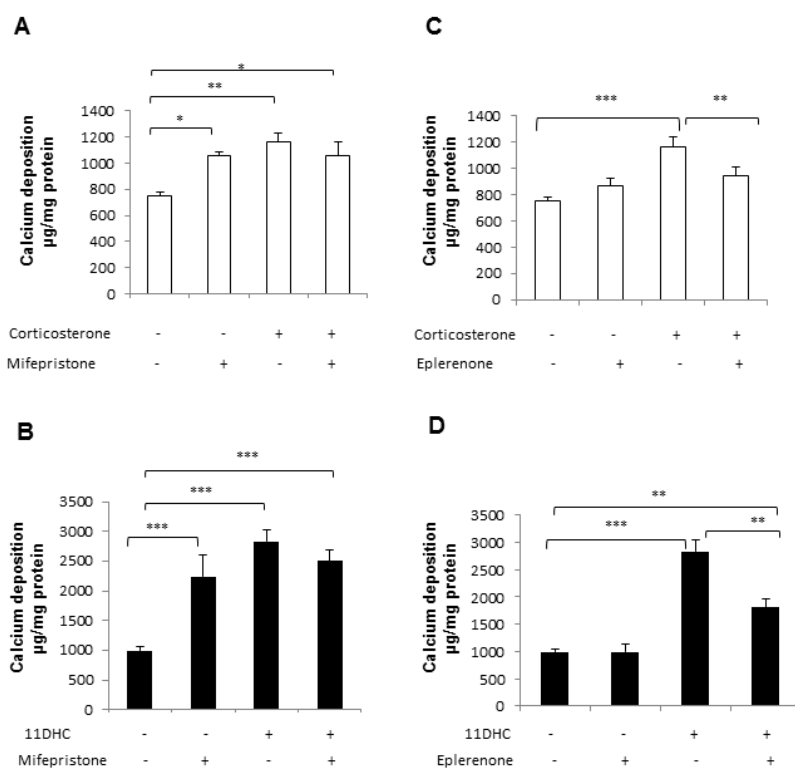 A
*
**
*
Calcium deposition
µg/mg protein
1400
1200
1000
800
600
400
200
0
Corticosterone - - + +
Mifepristone - + - +
C
*** **
Calcium deposition
µg/mg protein
1400
1200
1000
800
600
400
200
0
Corticosterone - - + +
Eplerenone - + - +
B
***
***
***
Calcium deposition
µg/mg protein
3500
3000
2500
2000
1500
1000
500
0
11DHC - - + +
Mifepristone - + - +
D
**
*** **
Calcium deposition
µg/mg protein
3500
3000
2500
2000
1500
1000
500
0
11DHC - - + +
Eplerenone - + - +